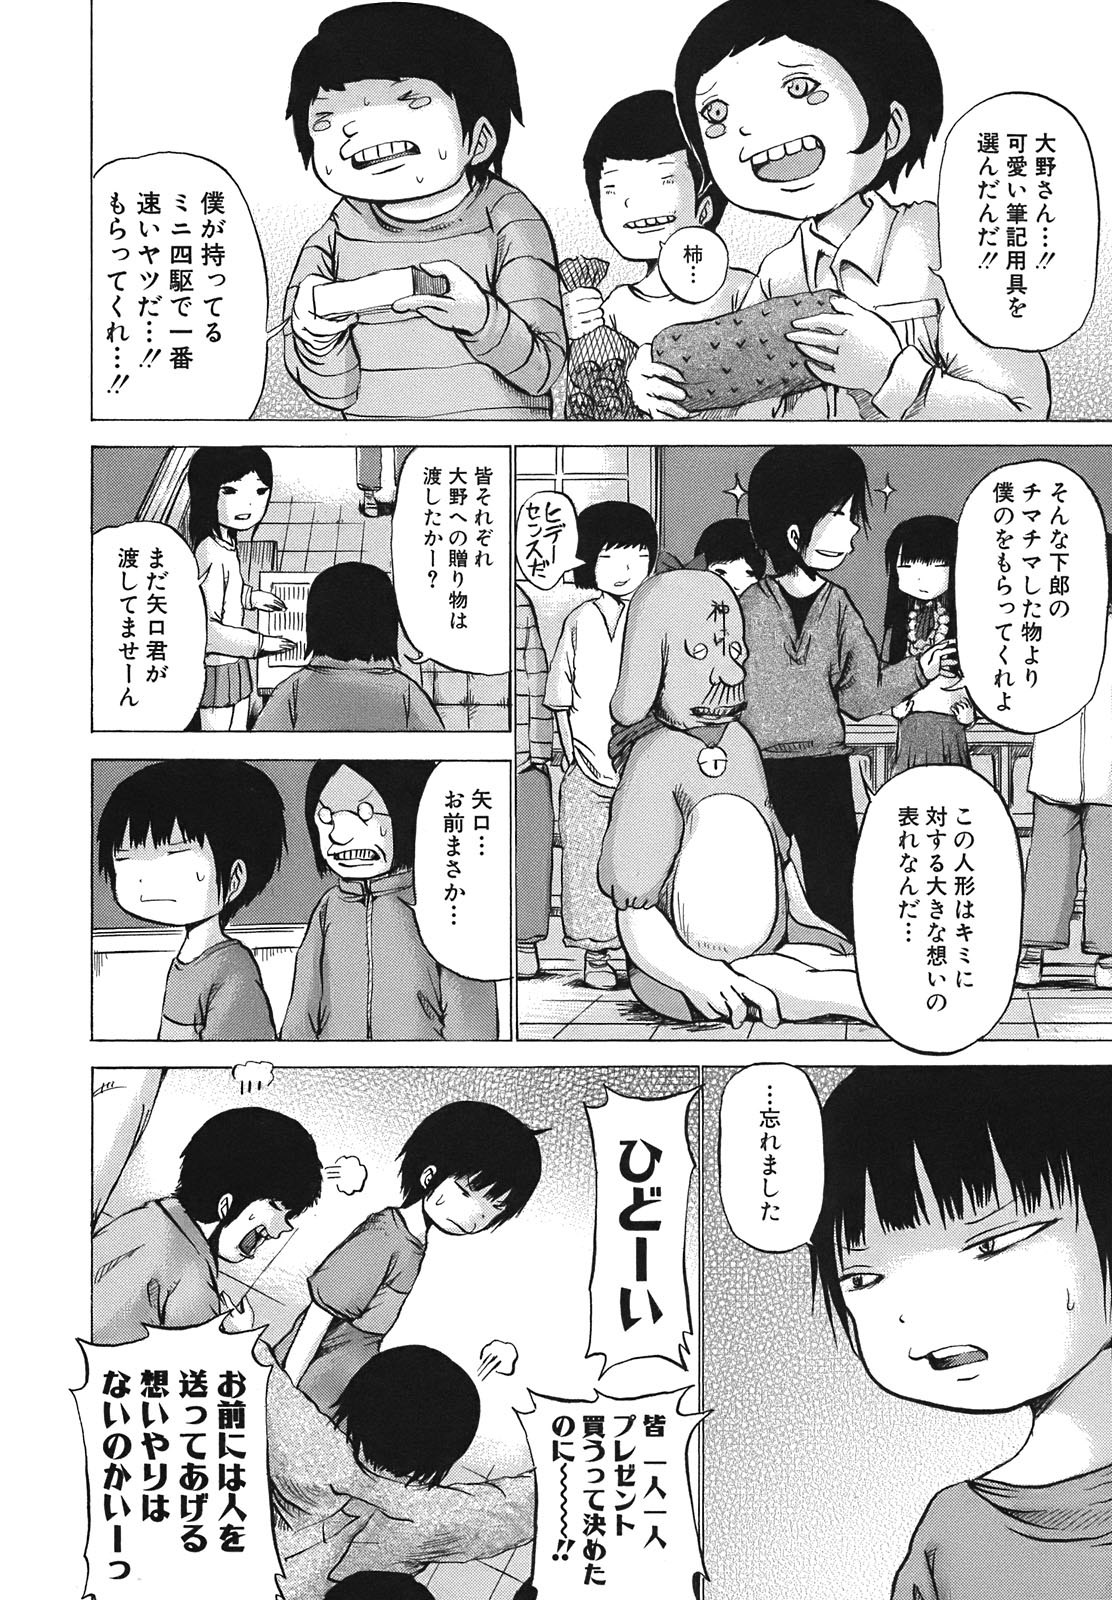 大野さん…!!
可愛い筆記用具を
選んだんだ!!
柿…
僕が持ってる
ミニ四駆で一番
速いヤツだ…!!
もらってくれ…!!
そんな下郎の
チマチマした物より
僕のをもらってくれよ
ヒデー
センスだ
神
この人形はキミに
対する大きな想いの
表れなんだ…
皆それぞれ
大野への贈り物は
渡したかー?
まだ矢口君が
渡してませーん
矢口…
お前まさか…
…忘れました
ひどーい
皆一人一人
プレゼント
買うって決めた
のに〜〜〜!!
お前には人を
送ってあげる
想いやりは
ないのかいーっ